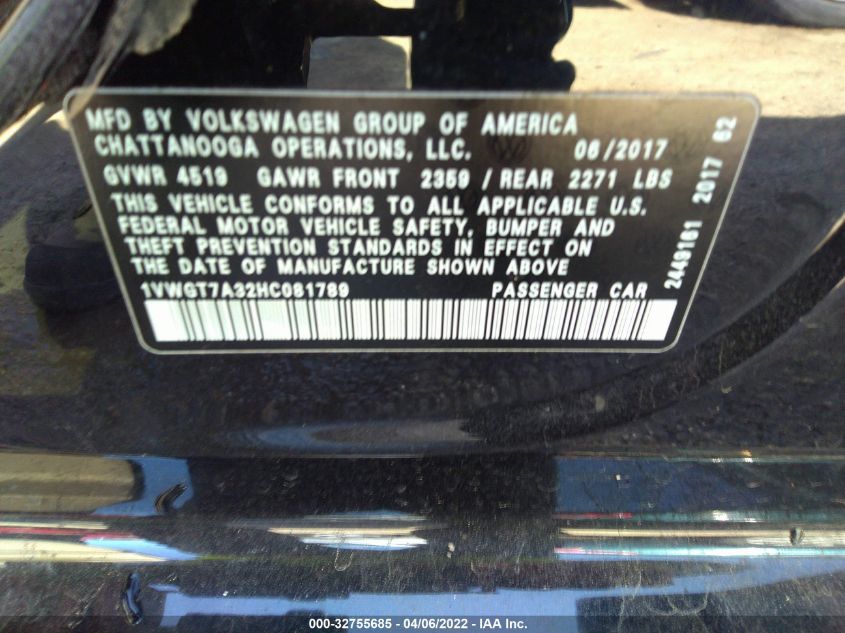 MFD BY VOLKSWAGEN GROUP OF AMERICA
CHATTANOOGA OPERATIONS, LLC. 06/2017
GVWR 4519 GAWR FRONT 2359 / REAR 2271 LBS
THIS VEHICLE CONFORMS TO ALL APPLICABLE U.S.
FEDERAL MOTOR VEHICLE SAFETY, BUMPER AND
THEFT PREVENTION STANDARDS IN EFFECT ON
THE DATE OF MANUFACTURE SHOWN ABOVE
1VWGT7A32HC081789 PASSENGER CAR
2449161 2017 62
000-32755685 - 04/06/2022 - IAA Inc.